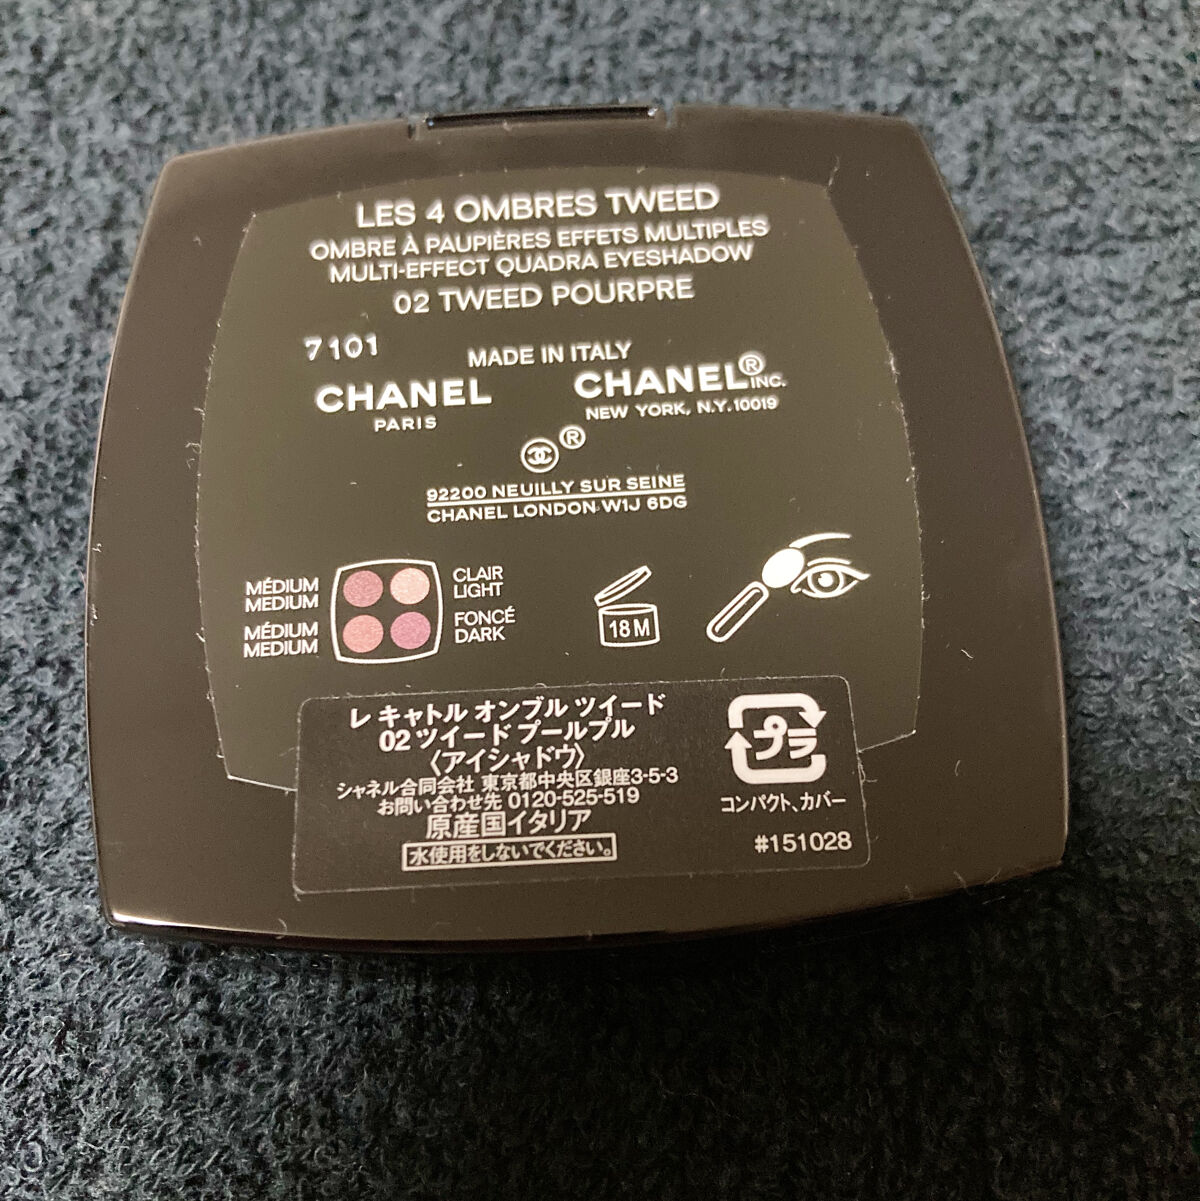 LES 4 OMBRES TWEED
OMBRE À PAUPIÈRES EFFETS MULTIPLES
MULTI-EFFECT QUADRA EYESHADOW
02 TWEED POURPRE
7101
MADE IN ITALY
CHANEL
PARIS
CHANEL® INC.
NEW YORK, N.Y.10019
®
92200 NEUILLY SUR SEINE
CHANEL LONDON W1J 6DG
MÉDIUM
MEDIUM
CLAIR
LIGHT
MÉDIUM
MEDIUM
FONCÉ
DARK
18M
レ キャトル オンブル ツイード
02 ツイード プールプル
〈アイシャドウ〉
シャネル合同会社 東京都中央区銀座3-5-3
お問い合わせ先 0120-525-519
原産国イタリア
水使用をしないでください。
プラ
コンパクト、カバー
#151028